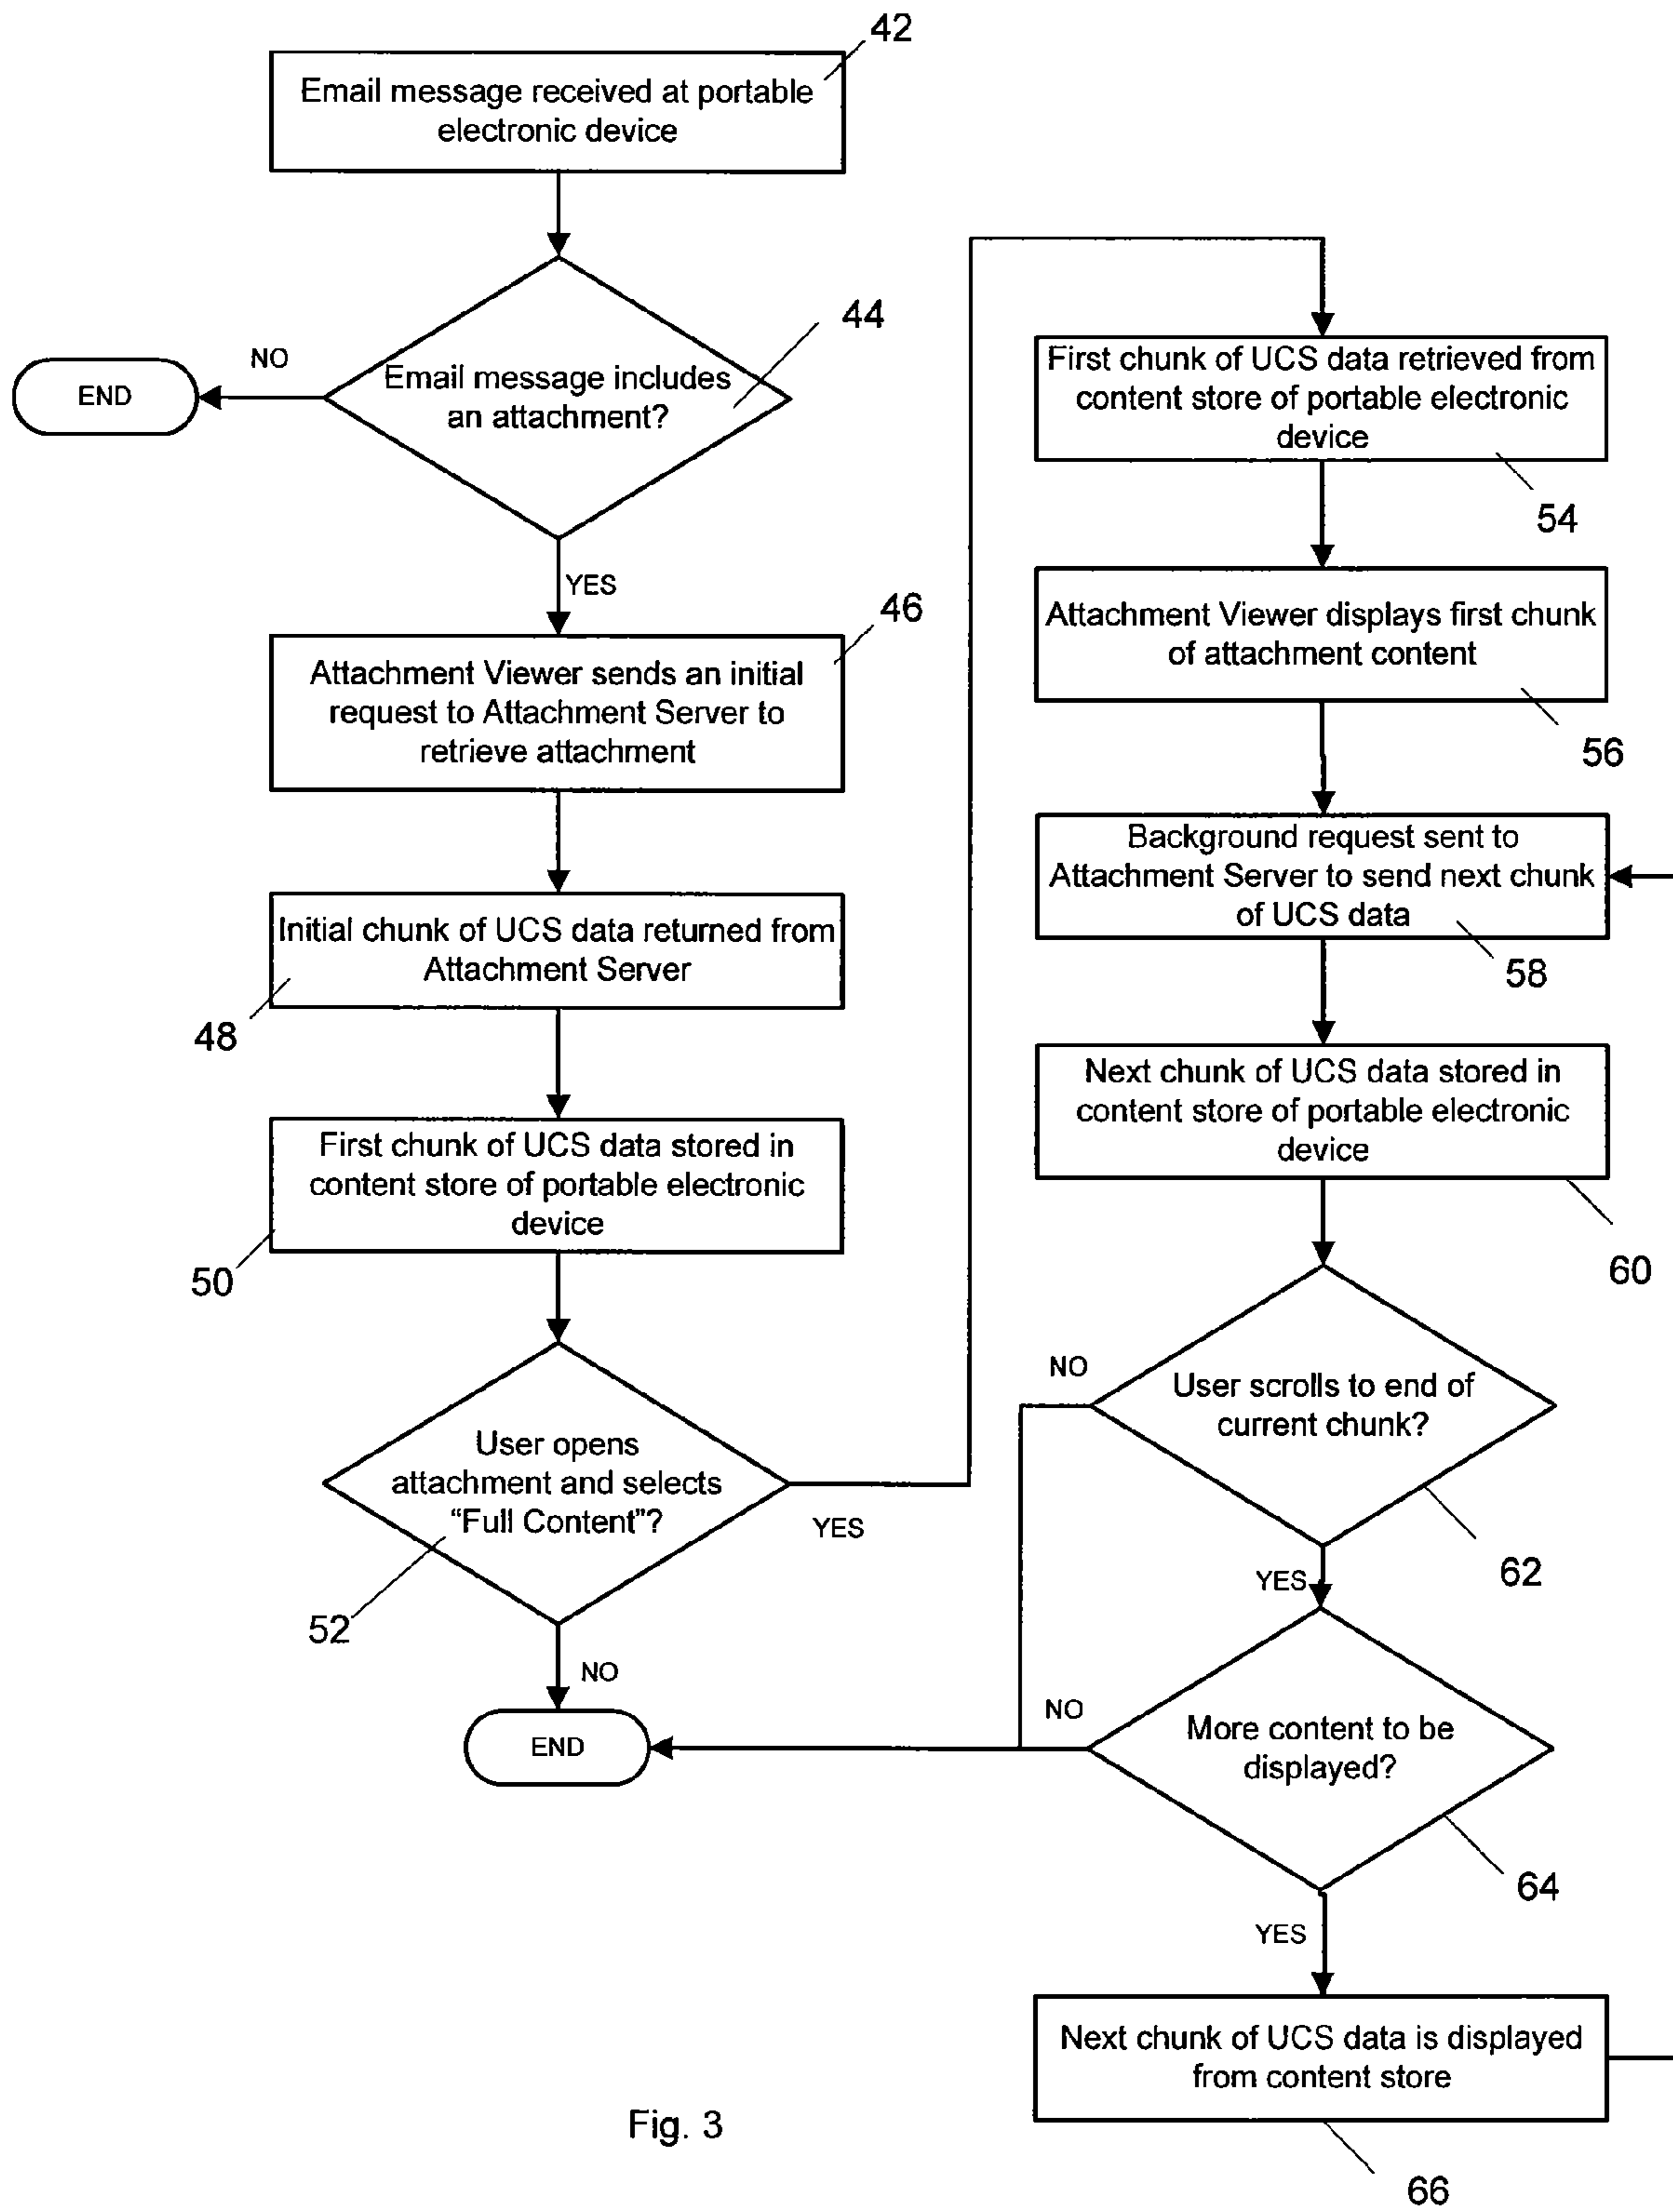 42
Email message received at portable
electronic device
44
Email message includes
an attachment?
NO
END
YES
46
Attachment Viewer sends an initial
request to Attachment Server to
retrieve attachment
Initial chunk of UCS data returned from
Attachment Server
48
First chunk of UCS data stored in
content store of portable electronic
device
50
User opens
attachment and selects
“Full Content”?
YES
52
NO
END
First chunk of UCS data retrieved from
content store of portable electronic
device
54
Attachment Viewer displays first chunk
of attachment content
56
Background request sent to
Attachment Server to send next chunk
of UCS data
58
Next chunk of UCS data stored in
content store of portable electronic
device
60
NO
User scrolls to end of
current chunk?
62
YES
NO
More content to be
displayed?
64
YES
Next chunk of UCS data is displayed
from content store
66
Fig. 3